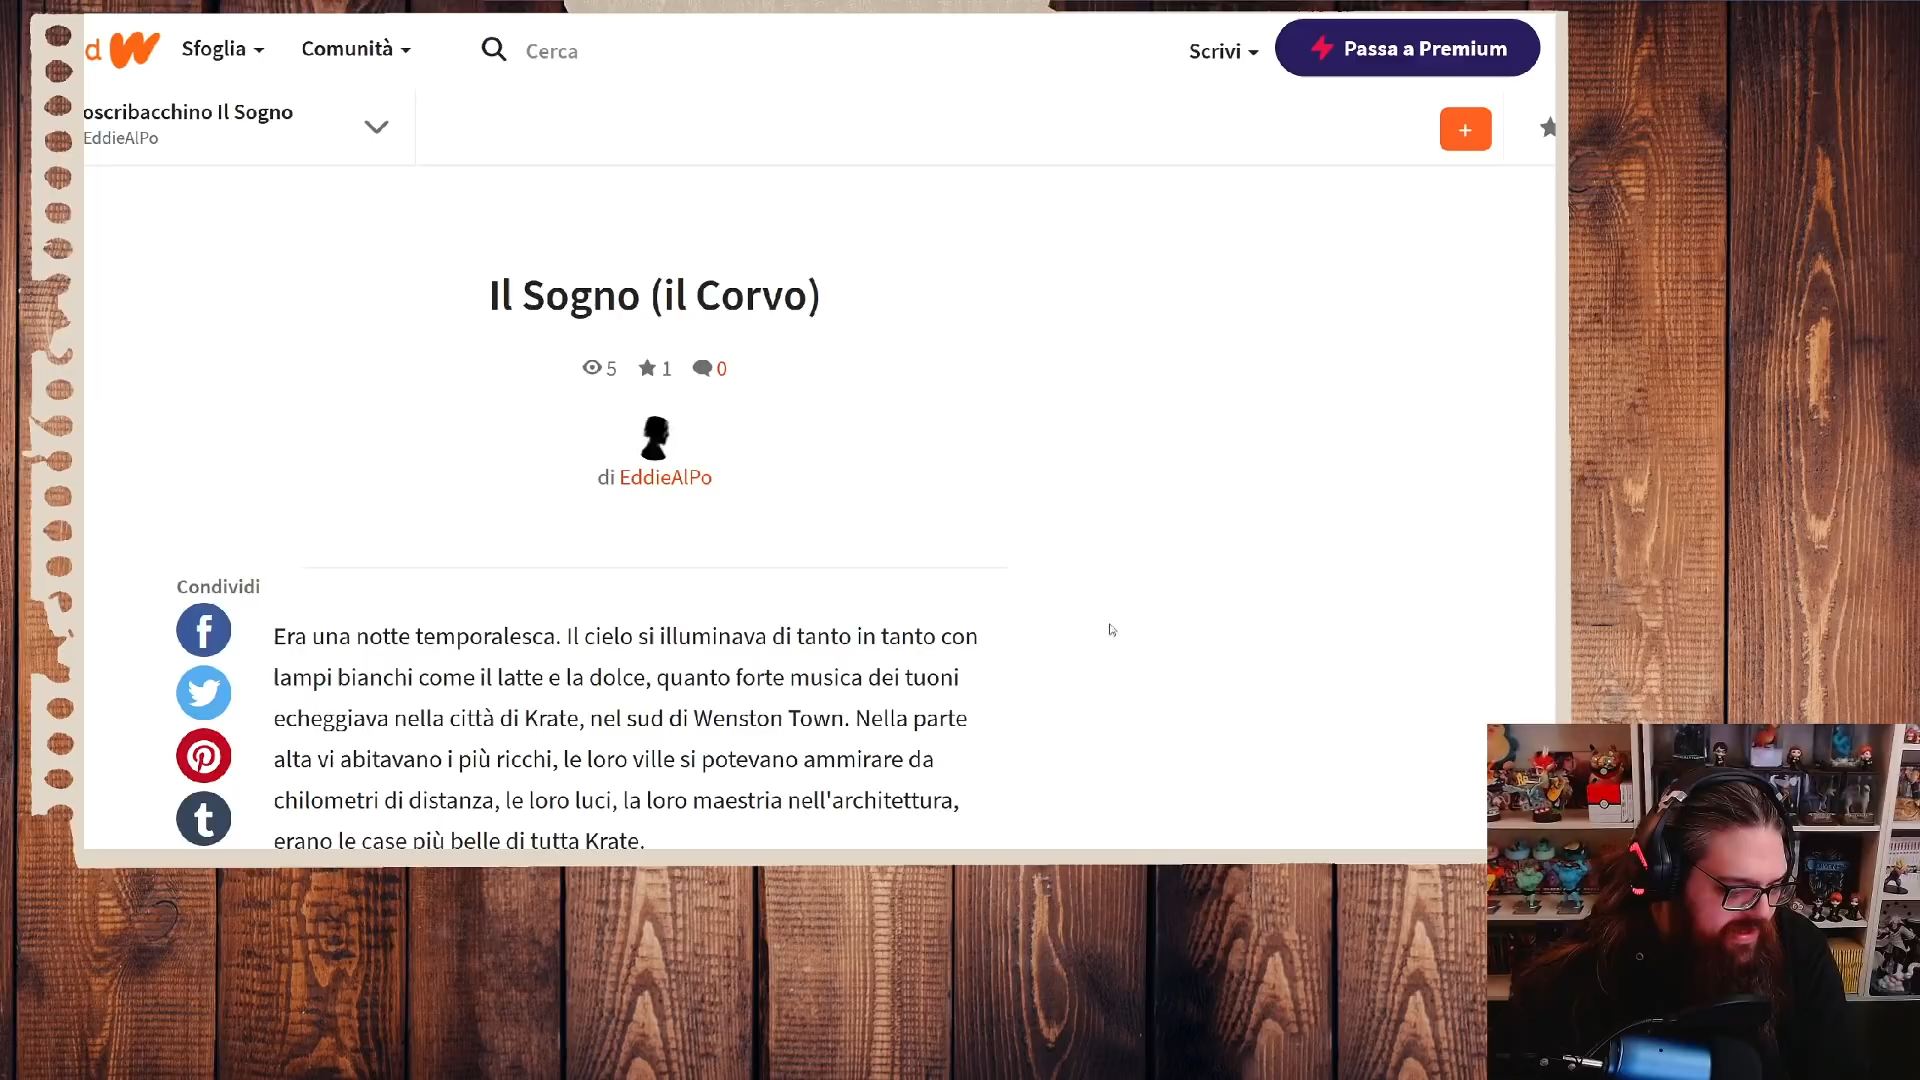 d
Sfoglia
Comunità
Cerca
Scrivi
Passa a Premium
oscribacchino Il Sogno
EddieAlPo
+
Il Sogno (il Corvo)
5 1 0
di EddieAlPo
Condividi
Era una notte temporalesca. Il cielo si illuminava di tanto in tanto con
lampi bianchi come il latte e la dolce, quanto forte musica dei tuoni
echeggiava nella città di Krate, nel sud di Wenston Town. Nella parte
alta vi abitavano i più ricchi, le loro ville si potevano ammirare da
chilometri di distanza, le loro luci, la loro maestria nell'architettura,
erano le case più belle di tutta Krate.